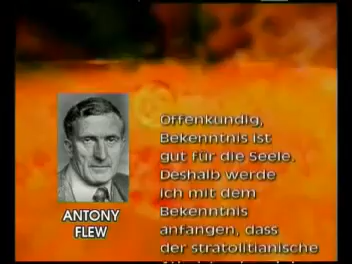 ANTONY
FLEW
Offenkundig,
Bekenntnis ist
gut für die Seele.
Deshalb werde
ich mit dem
Bekenntnis
anfangen, dass
der stratolitianische